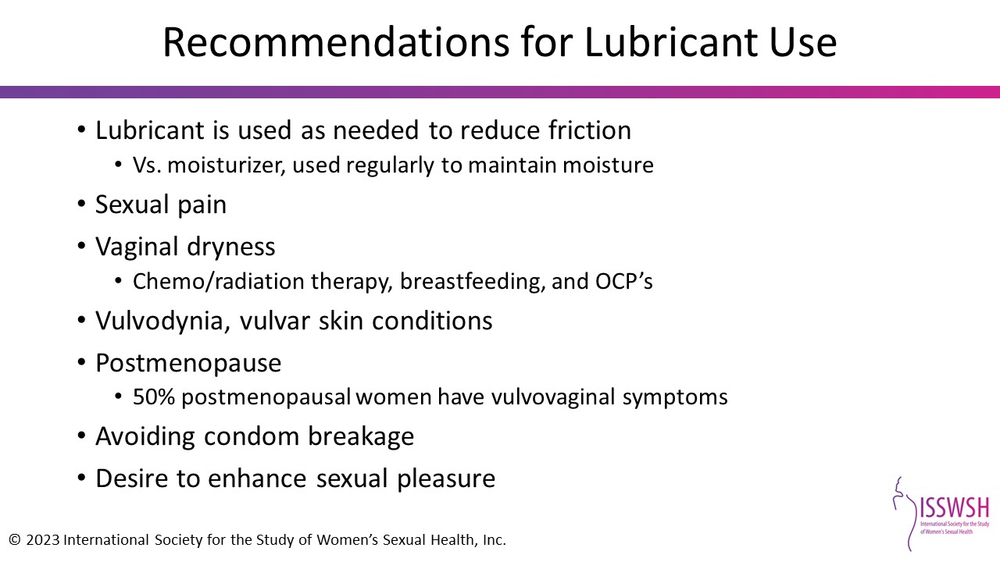 Recommendations for Lubricant Use
• Lubricant is used as needed to reduce friction
• Vs. moisturizer, used regularly to maintain moisture
• Sexual pain
• Vaginal dryness
• Chemo/radiation therapy, breastfeeding, and OCP’s
• Vulvodynia, vulvar skin conditions
• Postmenopause
• 50% postmenopausal women have vulvovaginal symptoms
• Avoiding condom breakage
• Desire to enhance sexual pleasure
ISSWSH
International Society for the Study
of Women's Sexual Health
© 2023 International Society for the Study of Women’s Sexual Health, Inc.